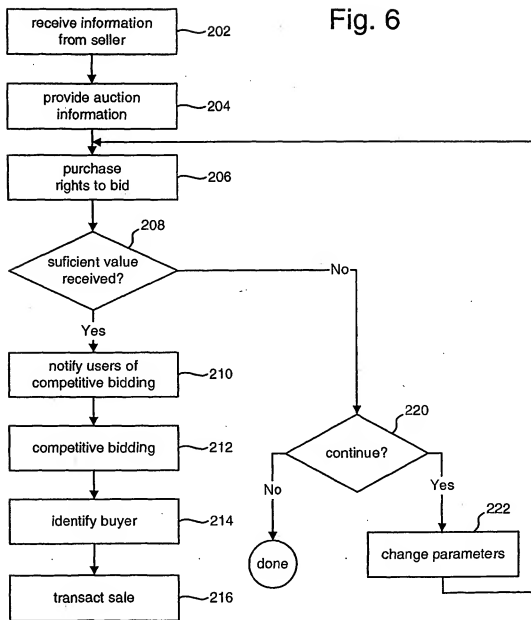 Fig. 6
receive information
from seller
202
provide auction
information
204
purchase
rights to bid
206
208
suficient value
received?
No
Yes
notify users of
competitive bidding
210
220
competitive bidding
212
continue?
No
Yes
222
identify buyer
214
done
change parameters
transact sale
216